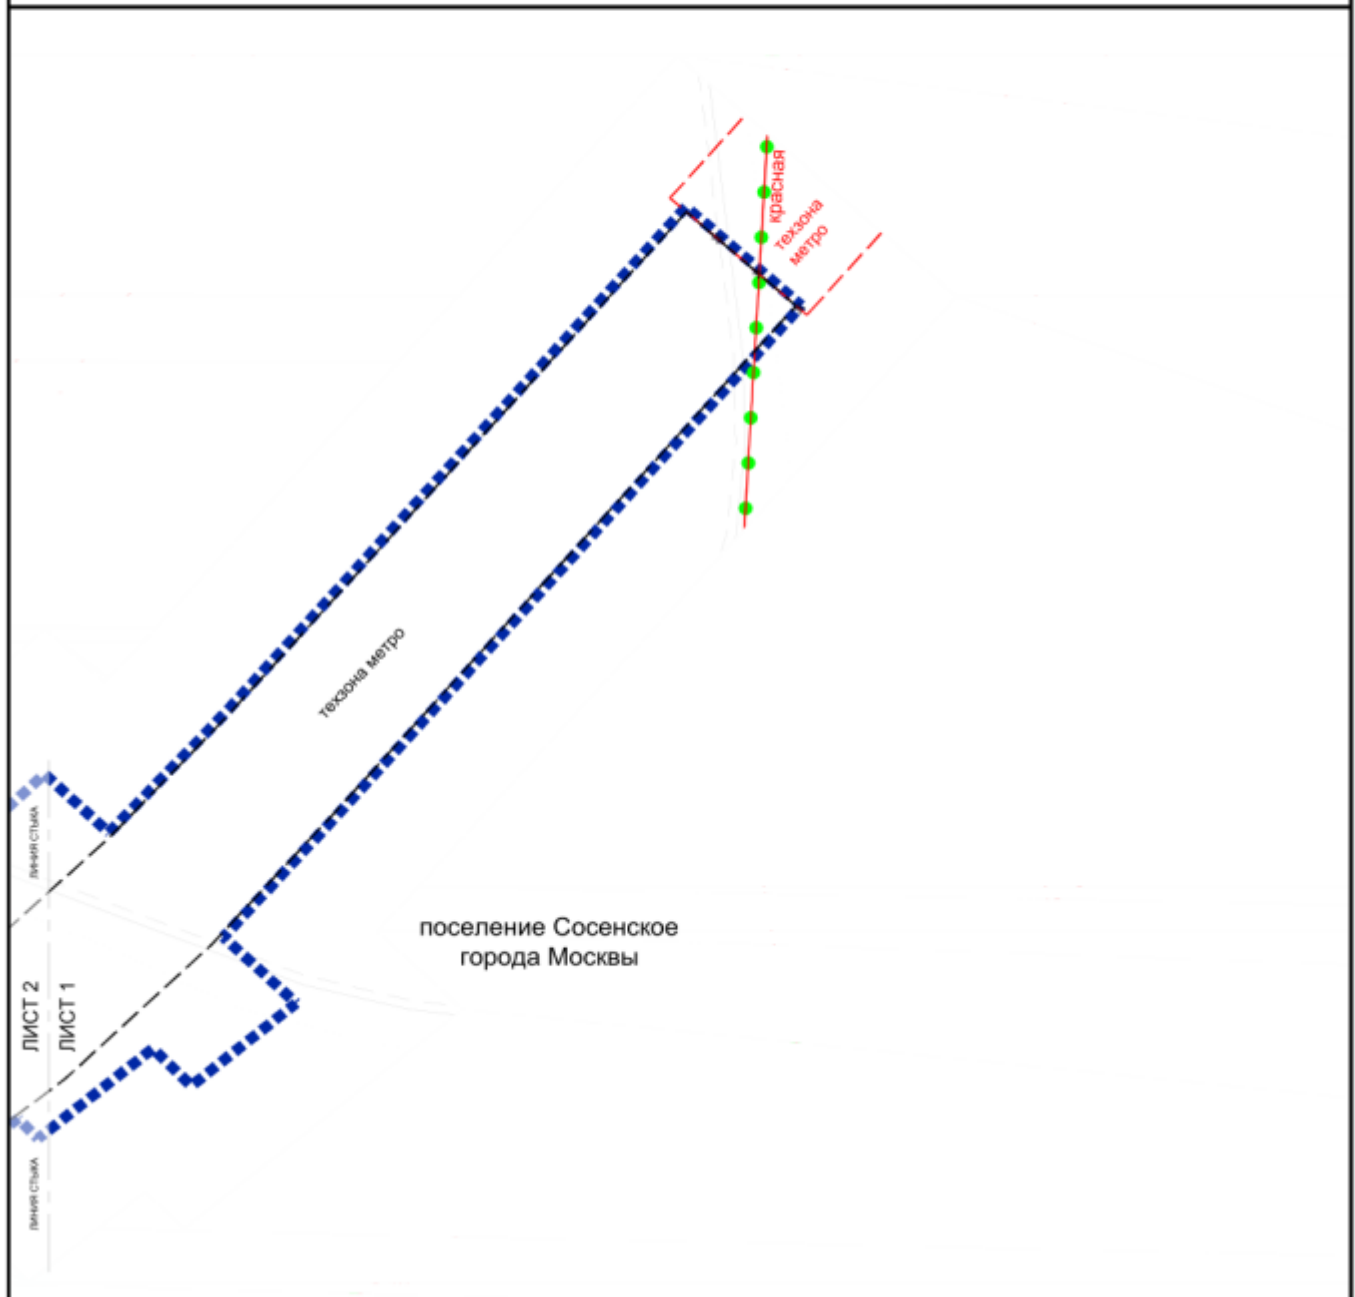 красная
техзона
метро
техзона метро
линия стыка
поселение Сосенское
города Москвы
ЛИСТ 2
ЛИСТ 1
линия стыка